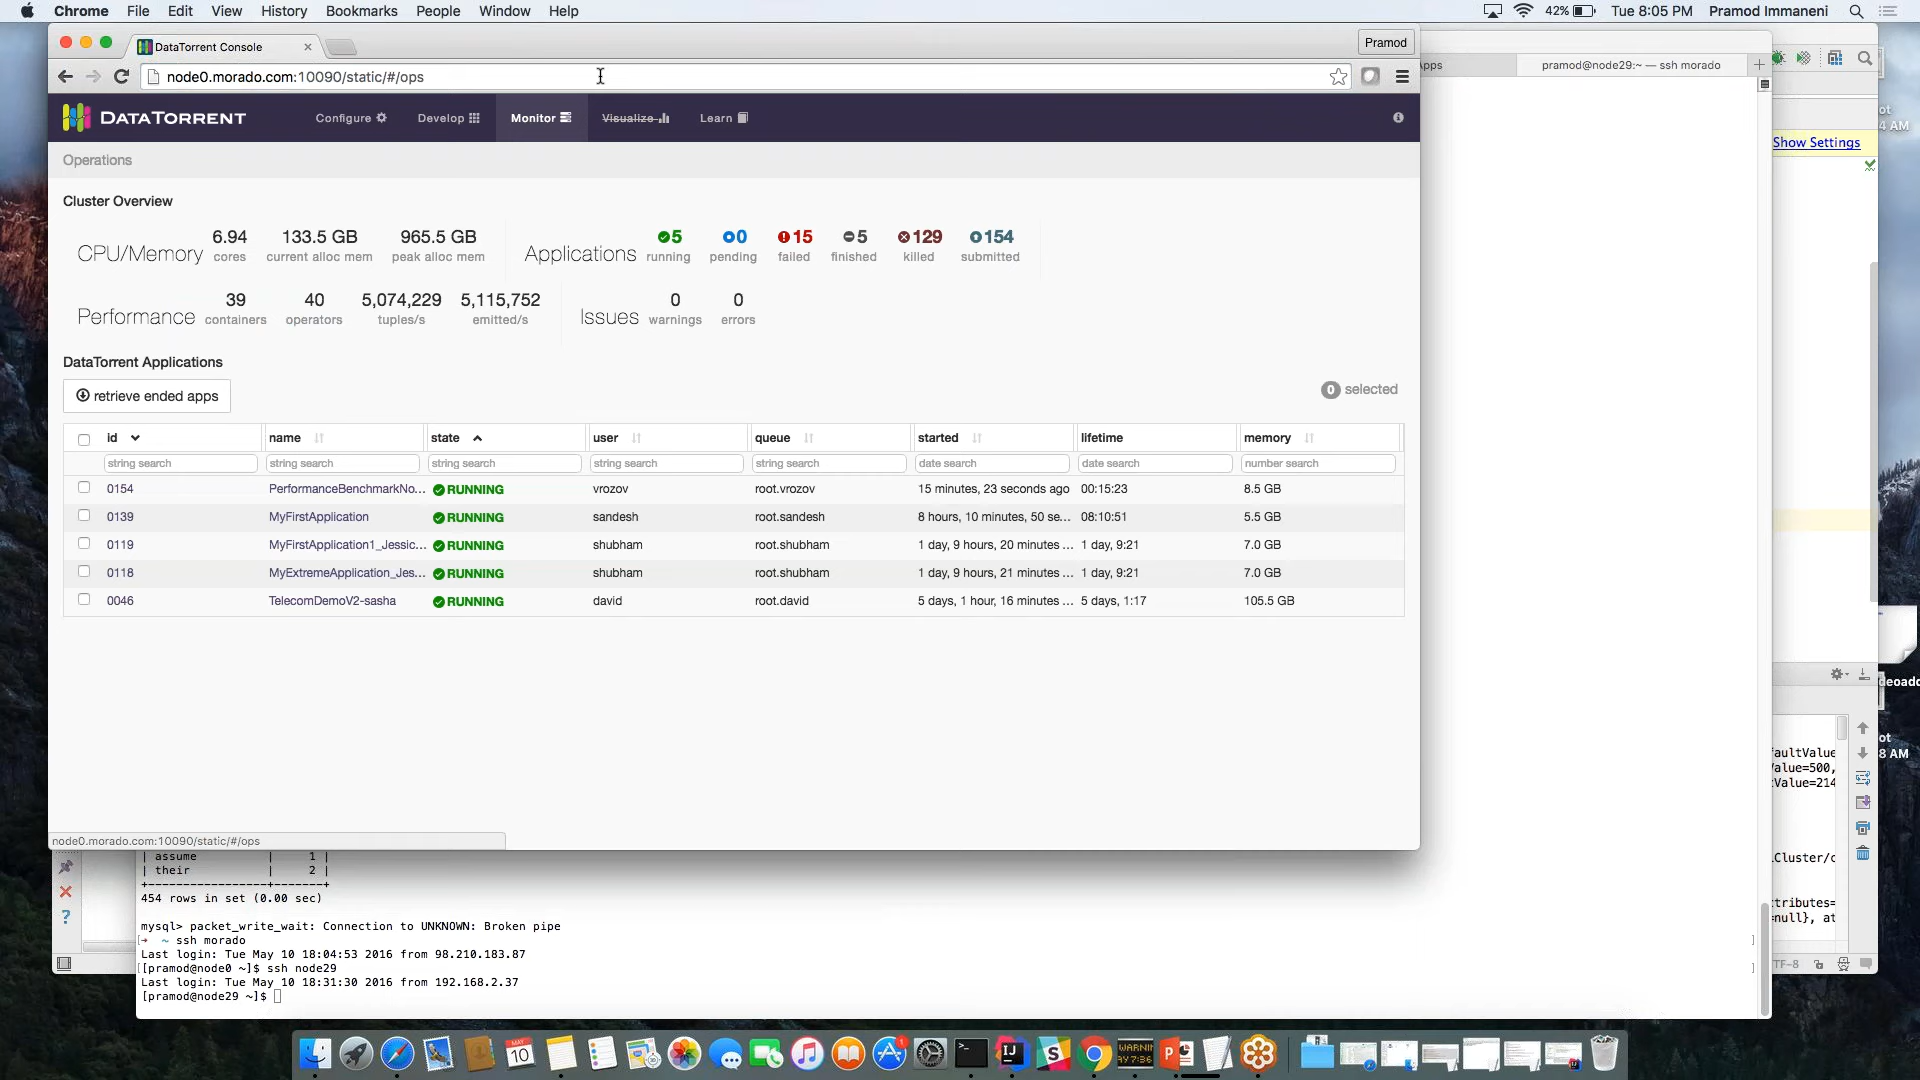 Chrome File Edit View History Bookmarks People Window Help 42% Tue 8:05 PM Pramod Immaneni
DataTorrent Console
Pramod
node0.morado.com:10090/static/#/ops
pramod@node29:~ — ssh morado
DATATORRENT Configure Develop Monitor Visualize Learn
Show Settings
Operations
Cluster Overview
CPU/Memory
6.94 133.5 GB 965.5 GB
cores current alloc mem peak alloc mem
Applications
5 0 15 5 129 154
running pending failed finished killed submitted
Performance
39 40 5,074,229 5,115,752
containers operators tuples/s emitted/s
Issues
0 0
warnings errors
DataTorrent Applications
retrieve ended apps
0 selected
id name state user queue started lifetime memory
string search string search string search string search string search date search date search number search
0154 PerformanceBenchmarkNo... RUNNING vrozov root.vrozov 15 minutes, 23 seconds ago 00:15:23 8.5 GB
0139 MyFirstApplication RUNNING sandesh root.sandesh 8 hours, 10 minutes, 50 se... 08:10:51 5.5 GB
0119 MyFirstApplication1_Jessic... RUNNING shubham root.shubham 1 day, 9 hours, 20 minutes ... 1 day, 9:21 7.0 GB
0118 MyExtremeApplication_Jes... RUNNING shubham root.shubham 1 day, 9 hours, 21 minutes ... 1 day, 9:21 7.0 GB
0046 TelecomDemoV2-sasha RUNNING david root.david 5 days, 1 hour, 16 minutes ... 5 days, 1:17 105.5 GB
node0.morado.com:10090/static/#/ops
| assume | 1 |
| their | 2 |
+-----------------+-------+
454 rows in set (0.00 sec)
mysql> packet_write_wait: Connection to UNKNOWN: Broken pipe
[➜ ~ ssh morado ]
Last login: Tue May 10 18:04:53 2016 from 98.210.183.87
[[pramod@node0 ~]$ ssh node29 ]
Last login: Tue May 10 18:31:30 2016 from 192.168.2.37
[pramod@node29 ~]$
4 AM
8 AM
Value=500,
Cluster/c
=null}, at
MAY
10